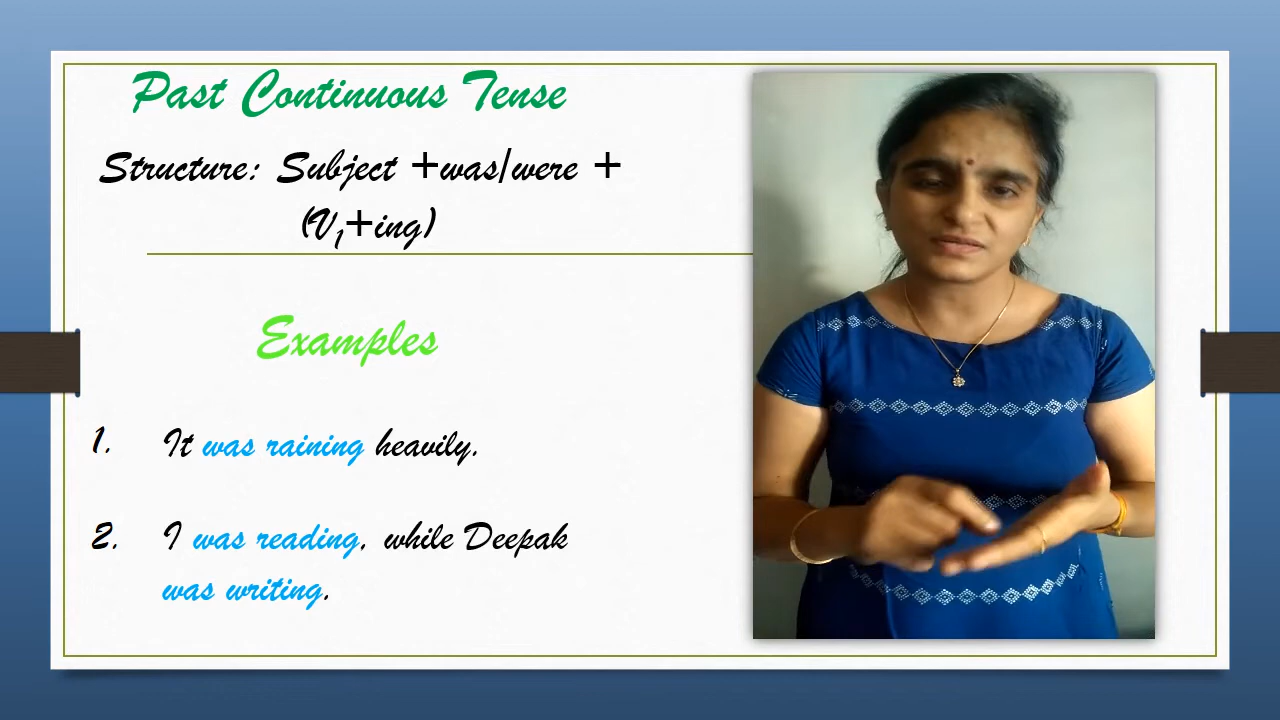 Past Continuous Tense
Structure: Subject +was/were +
(V₁+ing)
Examples
1. It was raining heavily.
2. I was reading, while Deepak
was writing.